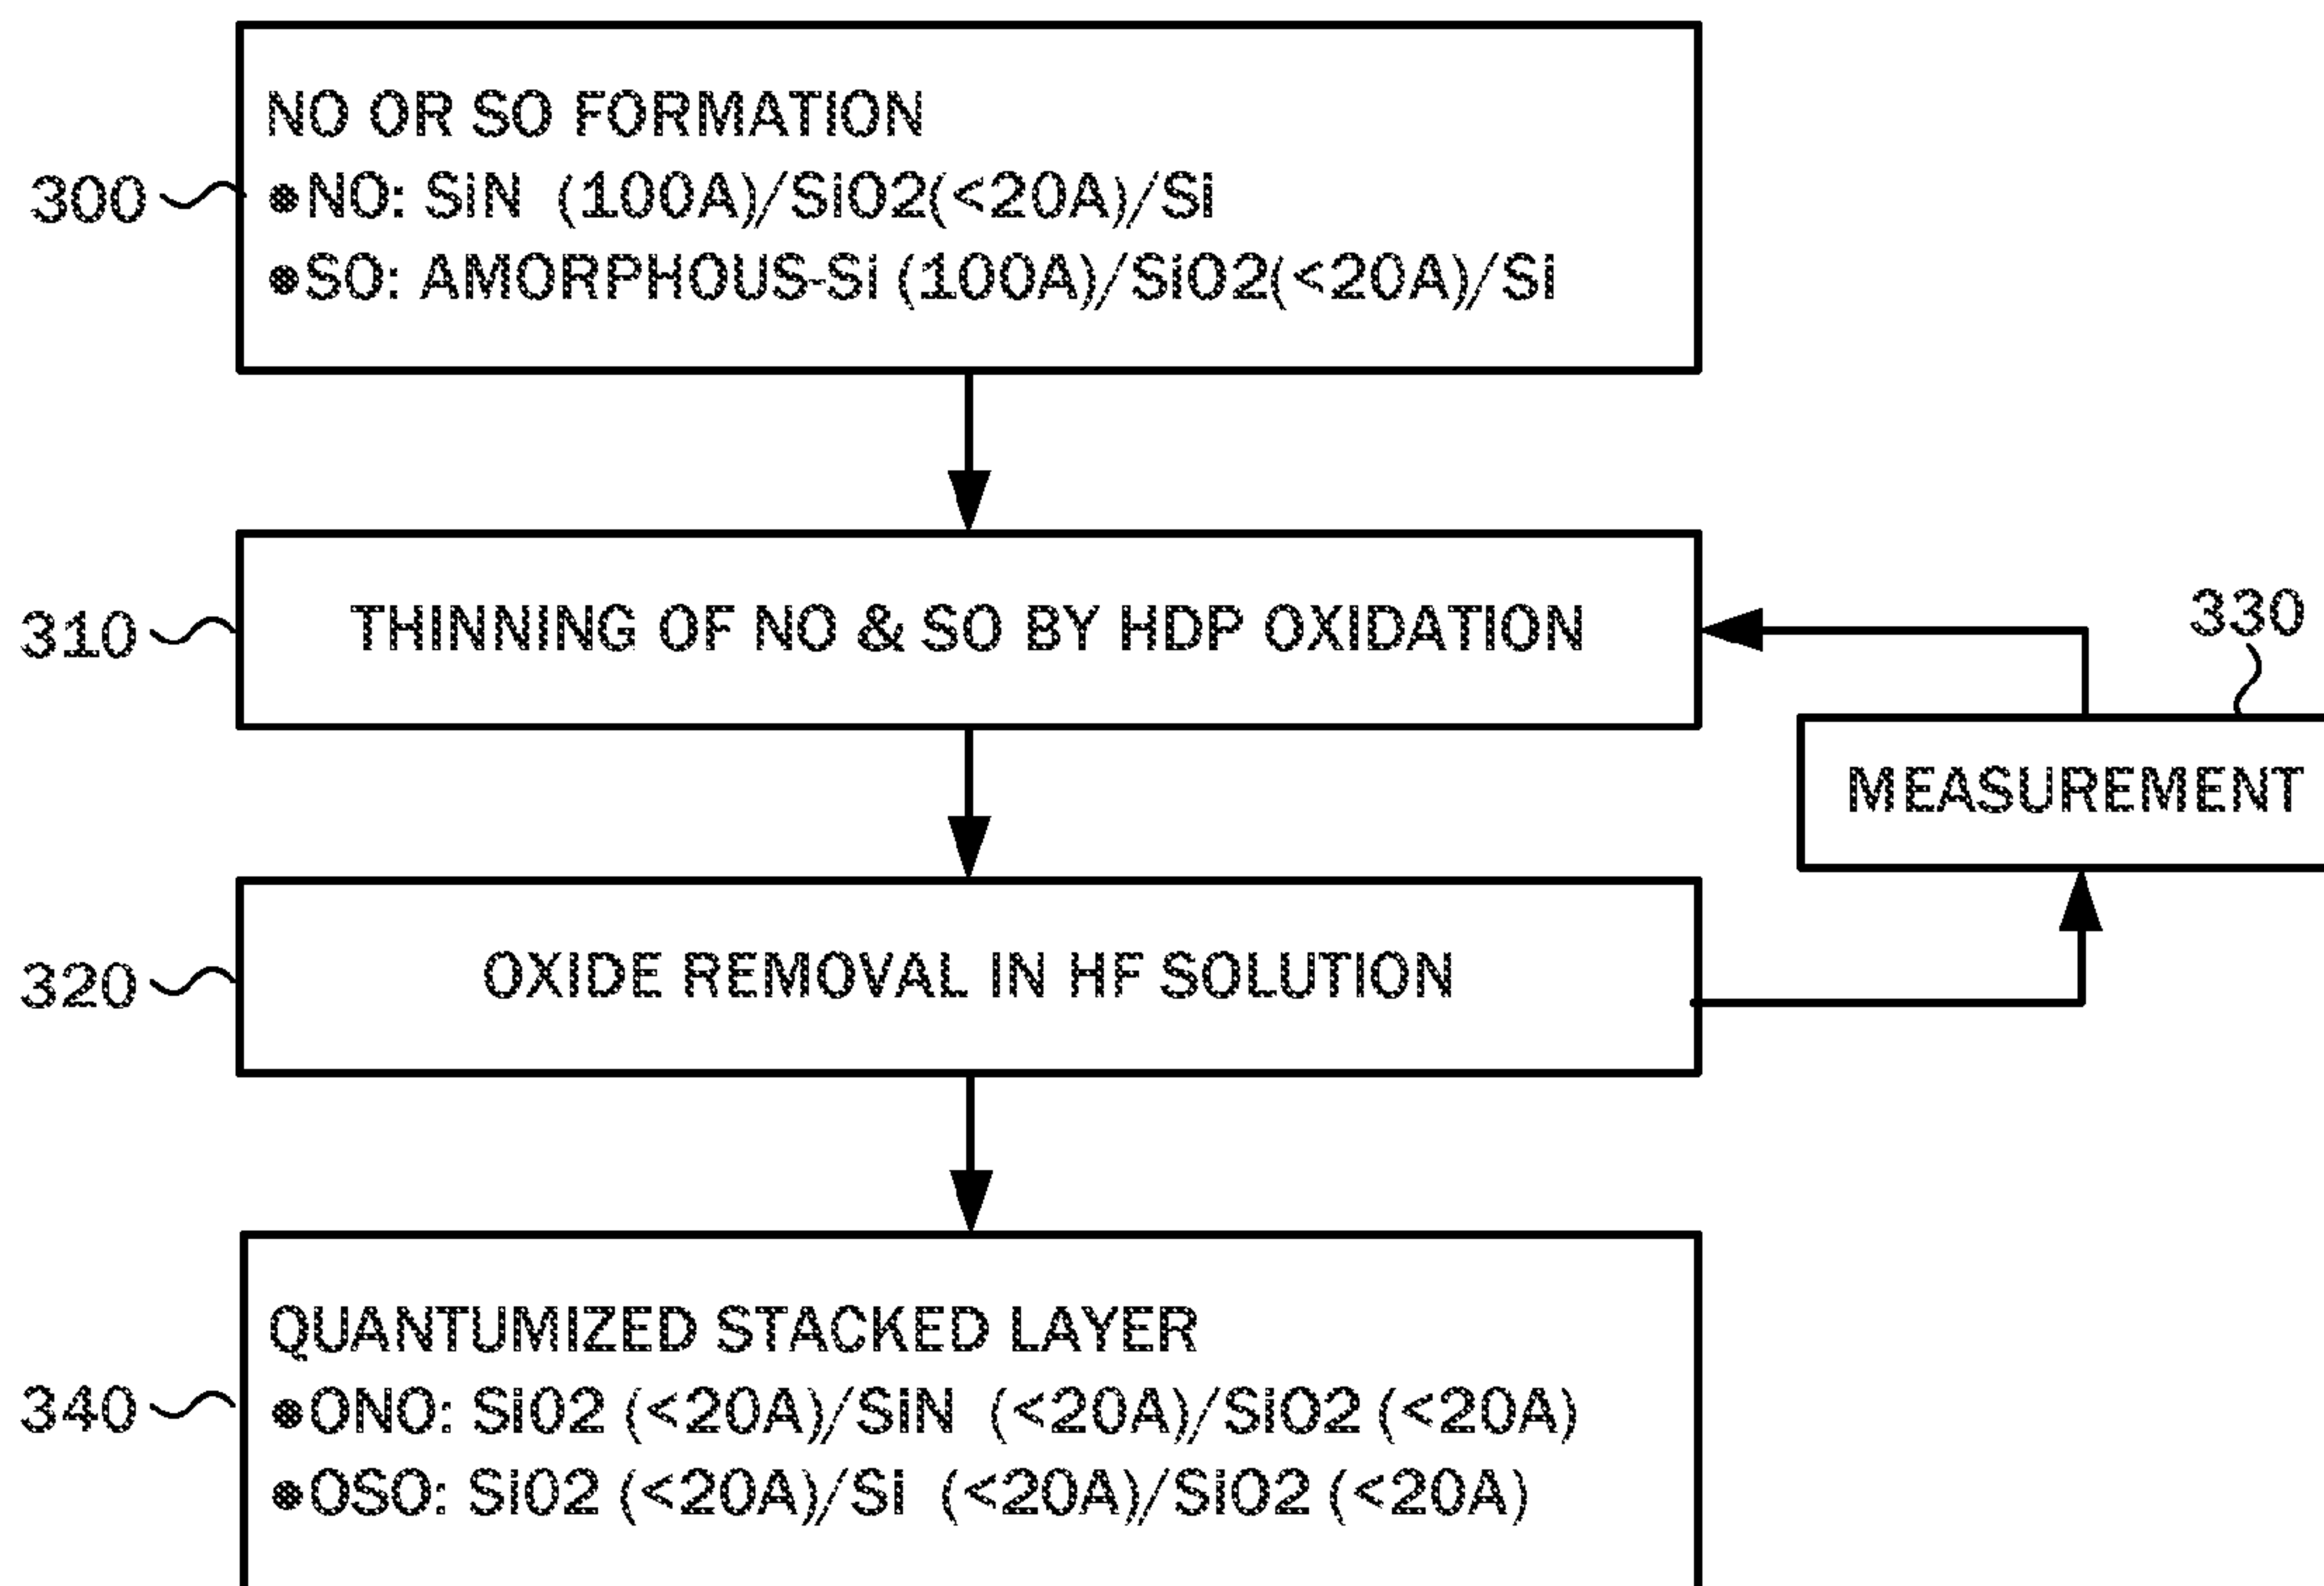 NO OR SO FORMATION
●NO: SiN (100A)/SiO2(<20A)/Si
●SO: AMORPHOUS-Si (100A)/SiO2(<20A)/Si
300
THINNING OF NO & SO BY HDP OXIDATION
310
330
MEASUREMENT
OXIDE REMOVAL IN HF SOLUTION
320
QUANTUMIZED STACKED LAYER
●ONO: SiO2 (<20A)/SiN (<20A)/SiO2 (<20A)
●OSO: SiO2 (<20A)/Si (<20A)/SiO2 (<20A)
340